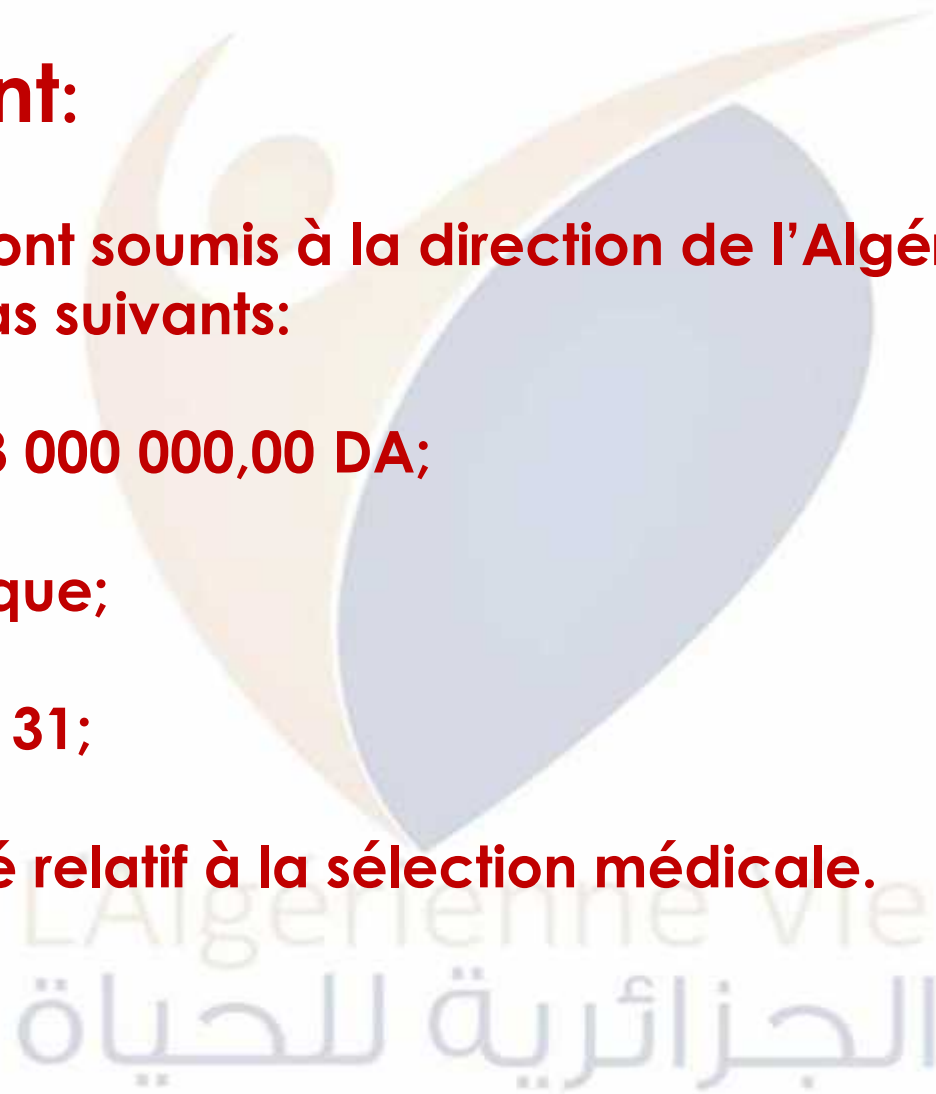 nt:
ont soumis à la direction de l'Algér
as suivants:
3 000 000,00 DA;
que;
31;
é relatif à la sélection médicale.
L'Algérienne Vie
الجزائرية للحياة